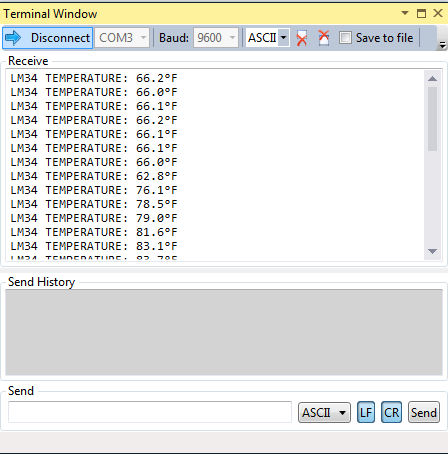 Terminal Window
Disconnect COM3 Baud: 9600 ASCII Save to file
Receive
LM34 TEMPERATURE: 66.2°F
LM34 TEMPERATURE: 66.0°F
LM34 TEMPERATURE: 66.1°F
LM34 TEMPERATURE: 66.2°F
LM34 TEMPERATURE: 66.1°F
LM34 TEMPERATURE: 66.1°F
LM34 TEMPERATURE: 66.0°F
LM34 TEMPERATURE: 62.8°F
LM34 TEMPERATURE: 76.1°F
LM34 TEMPERATURE: 78.5°F
LM34 TEMPERATURE: 79.0°F
LM34 TEMPERATURE: 81.6°F
LM34 TEMPERATURE: 83.1°F
LM34 TEMPERATURE: 83.7°F
Send History
Send
ASCII LF CR Send